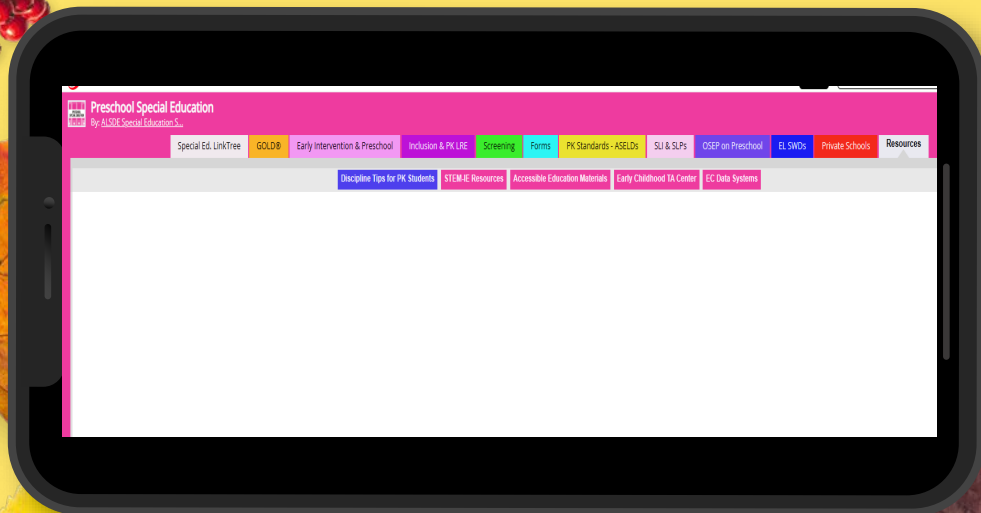 Preschool Special Education
By: ALSDE Special Education S...
Special Ed. LinkTree GOLD® Early Intervention & Preschool Inclusion & PK LRE Screening Forms PK Standards - ASELDs SLI & SLPs OSEP on Preschool EL SWDs Private Schools Resources
Discipline Tips for PK Students STEM-IE Resources Accessible Education Materials Early Childhood TA Center EC Data Systems